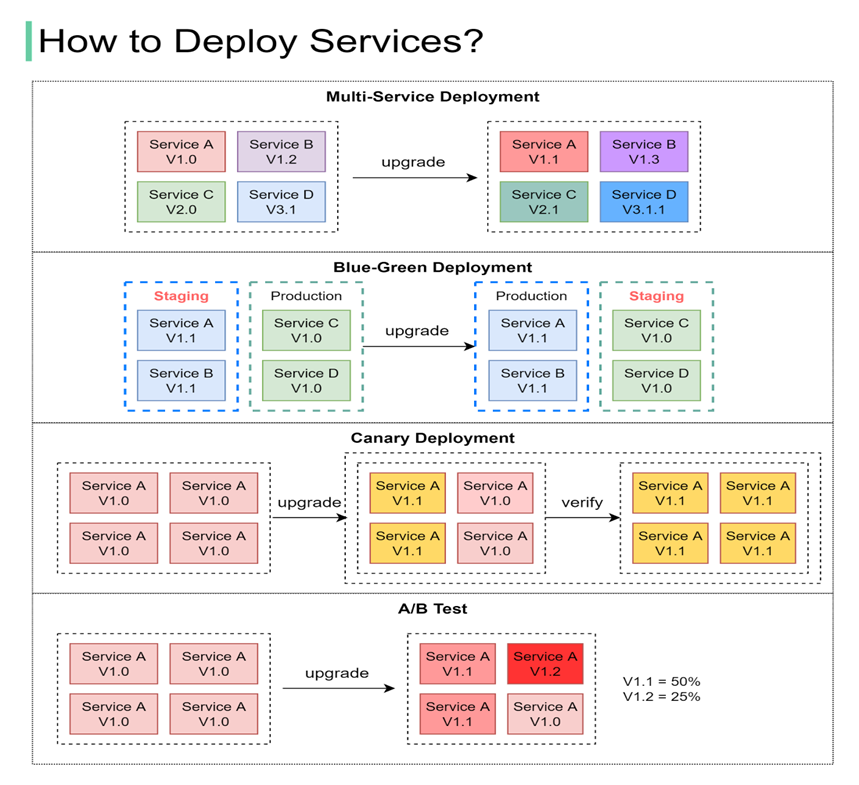 How to Deploy Services?
Multi-Service Deployment
Service A
V1.0
Service B
V1.2
Service C
V2.0
Service D
V3.1
upgrade
Service A
V1.1
Service B
V1.3
Service C
V2.1
Service D
V3.1.1
Blue-Green Deployment
Staging
Service A
V1.1
Service B
V1.1
Production
Service C
V1.0
Service D
V1.0
upgrade
Production
Service A
V1.1
Service B
V1.1
Staging
Service C
V1.0
Service D
V1.0
Canary Deployment
Service A
V1.0
Service A
V1.0
Service A
V1.0
Service A
V1.0
upgrade
Service A
V1.1
Service A
V1.0
Service A
V1.1
Service A
V1.0
verify
Service A
V1.1
Service A
V1.1
Service A
V1.1
Service A
V1.1
A/B Test
Service A
V1.0
Service A
V1.0
Service A
V1.0
Service A
V1.0
upgrade
Service A
V1.1
Service A
V1.2
Service A
V1.1
Service A
V1.0
V1.1 = 50%
V1.2 = 25%